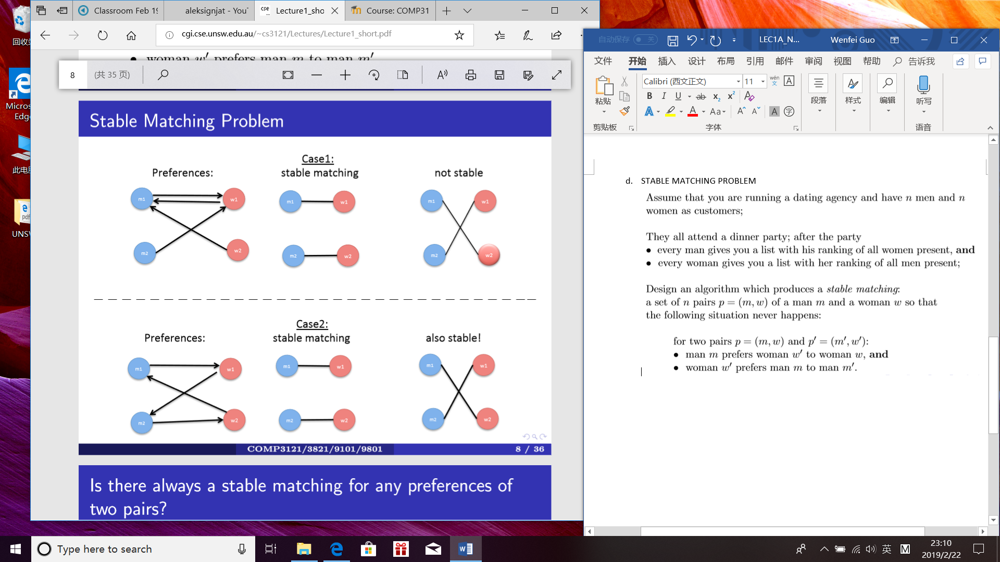 回收
Micros
Edge
此电脑
UNSW
Classroom Feb 19
aleksignjat - YouT
Lecture1_sho
Course: COMP31
cgi.cse.unsw.edu.au/~cs3121/Lectures/Lecture1_short.pdf
• woman w′ prefers man m to man m′
8 (共 35 页)
Stable Matching Problem
Case1:
Preferences: stable matching not stable
m1 w1 m1 w1 m1 w1
m2 w2 m2 w2 m2 w2
Case2:
Preferences: stable matching also stable!
m1 w1 m1 w1 m1 w1
m2 w2 m2 w2 m2 w2
COMP3121/3821/9101/9801 8 / 36
Is there always a stable matching for any preferences of
two pairs?
自动保存 关 LEC1A_N... Wenfei Guo
文件 开始 插入 设计 布局 引用 邮件 审阅 视图 帮助 告诉我
粘贴
剪贴板
Calibri (西文正文) 11 wén 文 A
B I U ab x₂ x² A
A A Aa A A A 字
字体
段落
样式
编辑
听写
语音
d. STABLE MATCHING PROBLEM
Assume that you are running a dating agency and have n men and n
women as customers;
They all attend a dinner party; after the party
• every man gives you a list with his ranking of all women present, and
• every woman gives you a list with her ranking of all men present;
Design an algorithm which produces a stable matching:
a set of n pairs p = (m, w) of a man m and a woman w so that
the following situation never happens:
for two pairs p = (m, w) and p′ = (m′, w′):
• man m prefers woman w′ to woman w, and
• woman w′ prefers man m to man m′.
Type here to search
英 M
23:10
2019/2/22